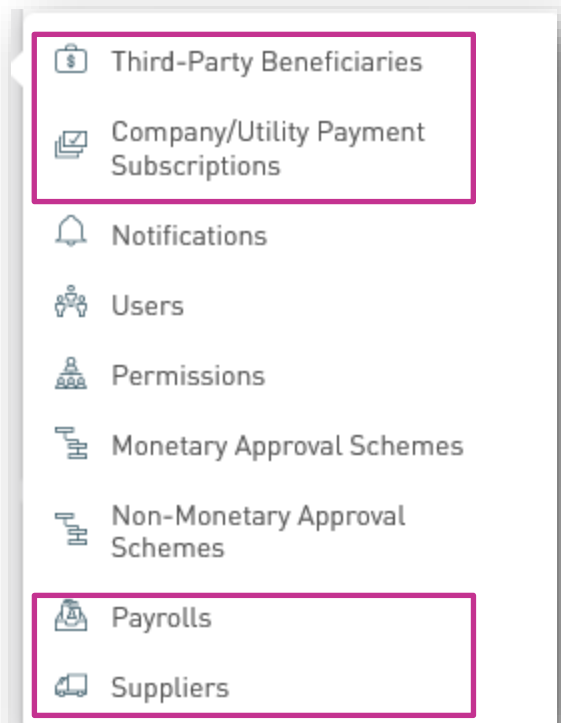 Third-Party Beneficiaries
Company/Utility Payment
Subscriptions
Notifications
Users
Permissions
Monetary Approval Schemes
Non-Monetary Approval
Schemes
Payrolls
Suppliers